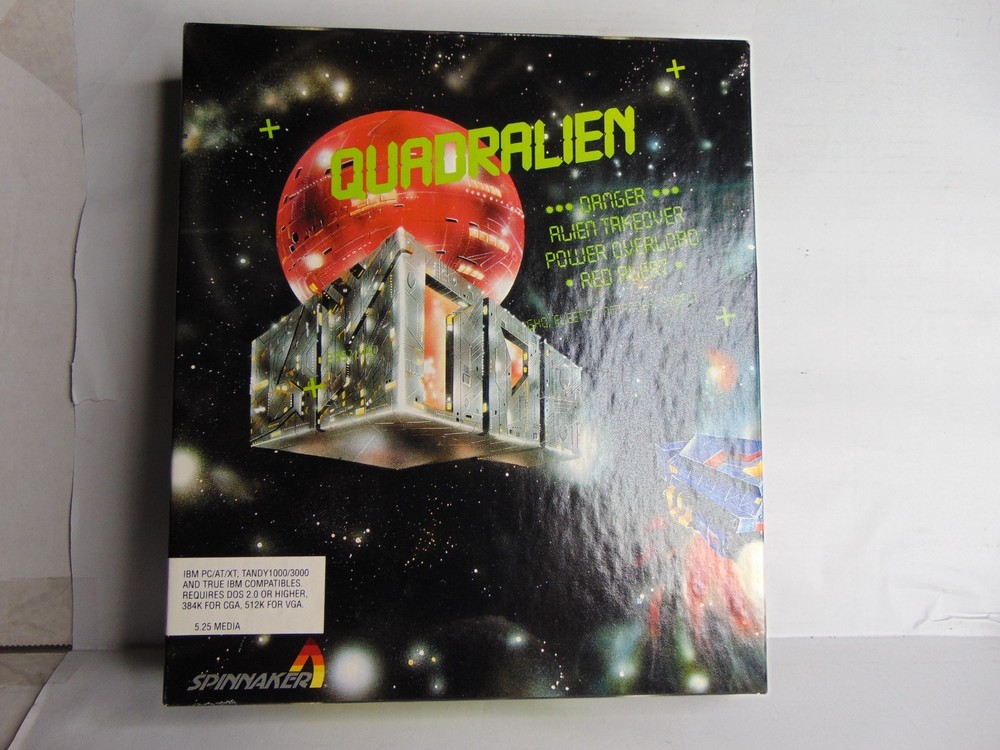 QUADRALIEN
••• DANGER •••
ALIEN TAKEOVER
POWER OVERLOAD
• RED ALERT •
IBM PC/AT/XT, TANDY1000/3000
AND TRUE IBM COMPATIBLES.
REQUIRES DOS 2.0 OR HIGHER,
384K FOR CGA, 512K FOR VGA.
5.25 MEDIA
SPINNAKER